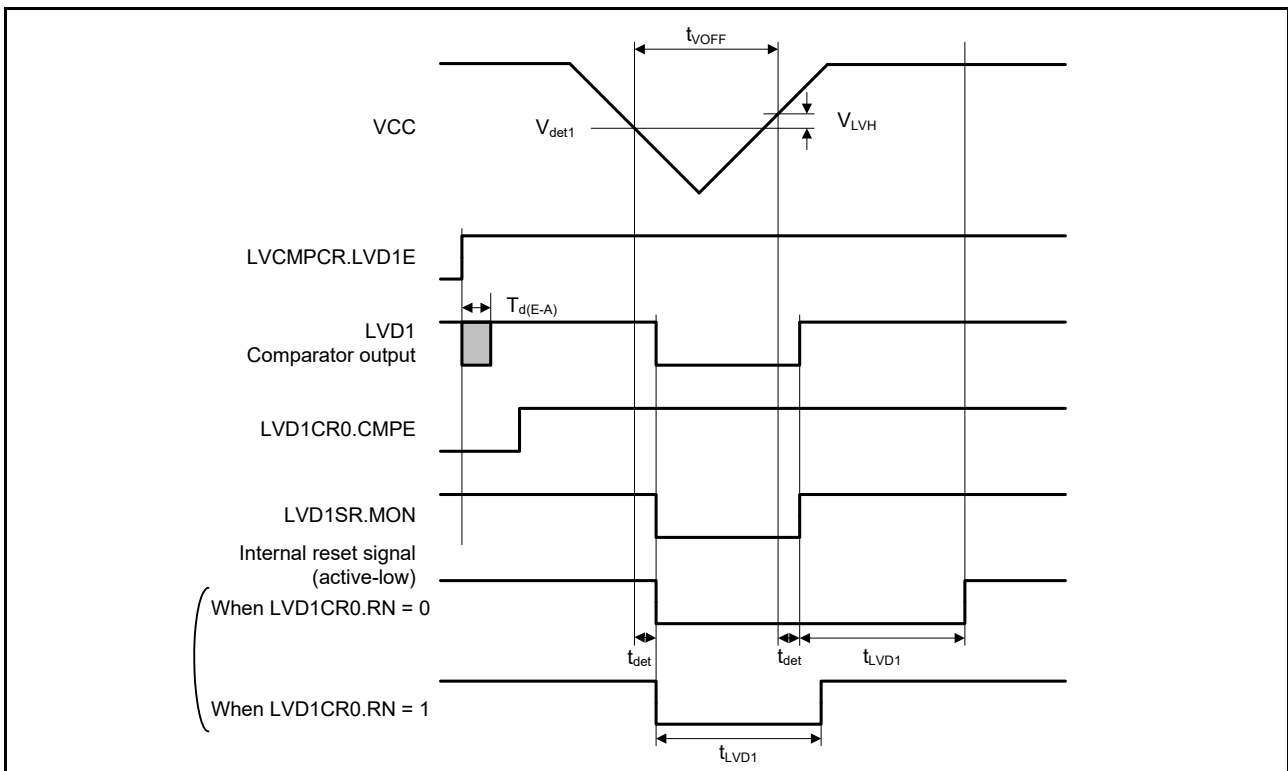 tVOFF
VCC
Vdet1
VLVH
LVCMPCR.LVD1E
Td(E-A)
LVD1
Comparator output
LVD1CR0.CMPE
LVD1SR.MON
Internal reset signal
(active-low)
When LVD1CR0.RN = 0
tdet
tdet
tLVD1
When LVD1CR0.RN = 1
tLVD1